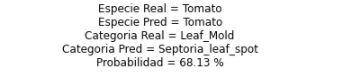 Especie Real = Tomato
Especie Pred = Tomato
Categoria Real = Leaf_Mold
Categoria Pred = Septoria_leaf_spot
Probabilidad = 68.13 %